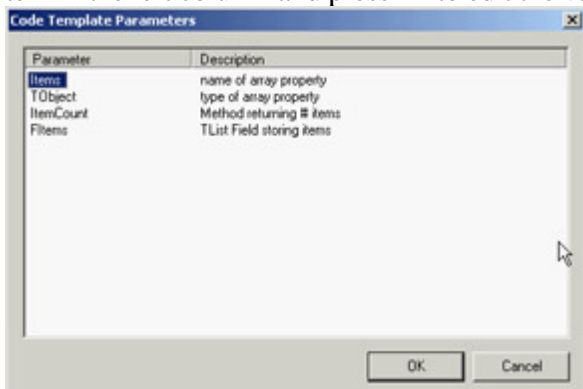 Code Template Parameters
Parameter Description
Items name of array property
TObject type of array property
ItemCount Method returning # items
FItems TList Field storing items
OK Cancel